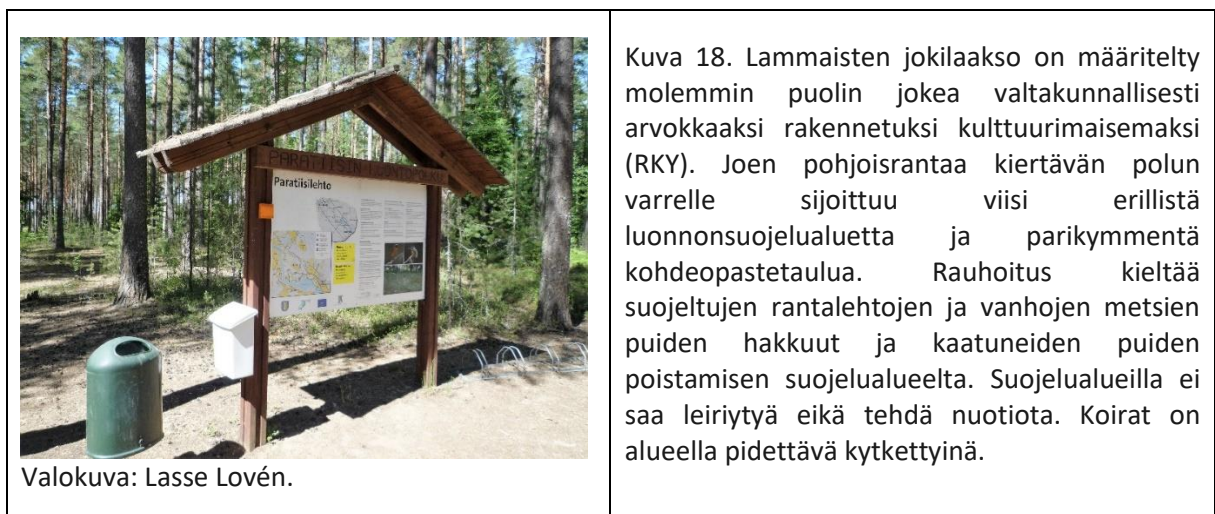 PARATIISIN LUONTOPOLKU
Paratiisilehto
Valokuva: Lasse Lovén.
Kuva 18. Lammaisten jokilaakso on määritelty
molemmin puolin jokea valtakunnallisesti
arvokkaaksi rakennetuksi kulttuurimaisemaksi
(RKY). Joen pohjoisrantaa kiertävän polun
varrelle sijoittuu viisi erillistä
luonnonsuojelualuetta ja parikymmentä
kohdeopastetaulua. Rauhoitus kieltää
suojeltujen rantalehtojen ja vanhojen metsien
puiden hakkuut ja kaatuneiden puiden
poistamisen suojelualueelta. Suojelualueilla ei
saa leiriytyä eikä tehdä nuotiota. Koirat on
alueella pidettävä kytkettyinä.